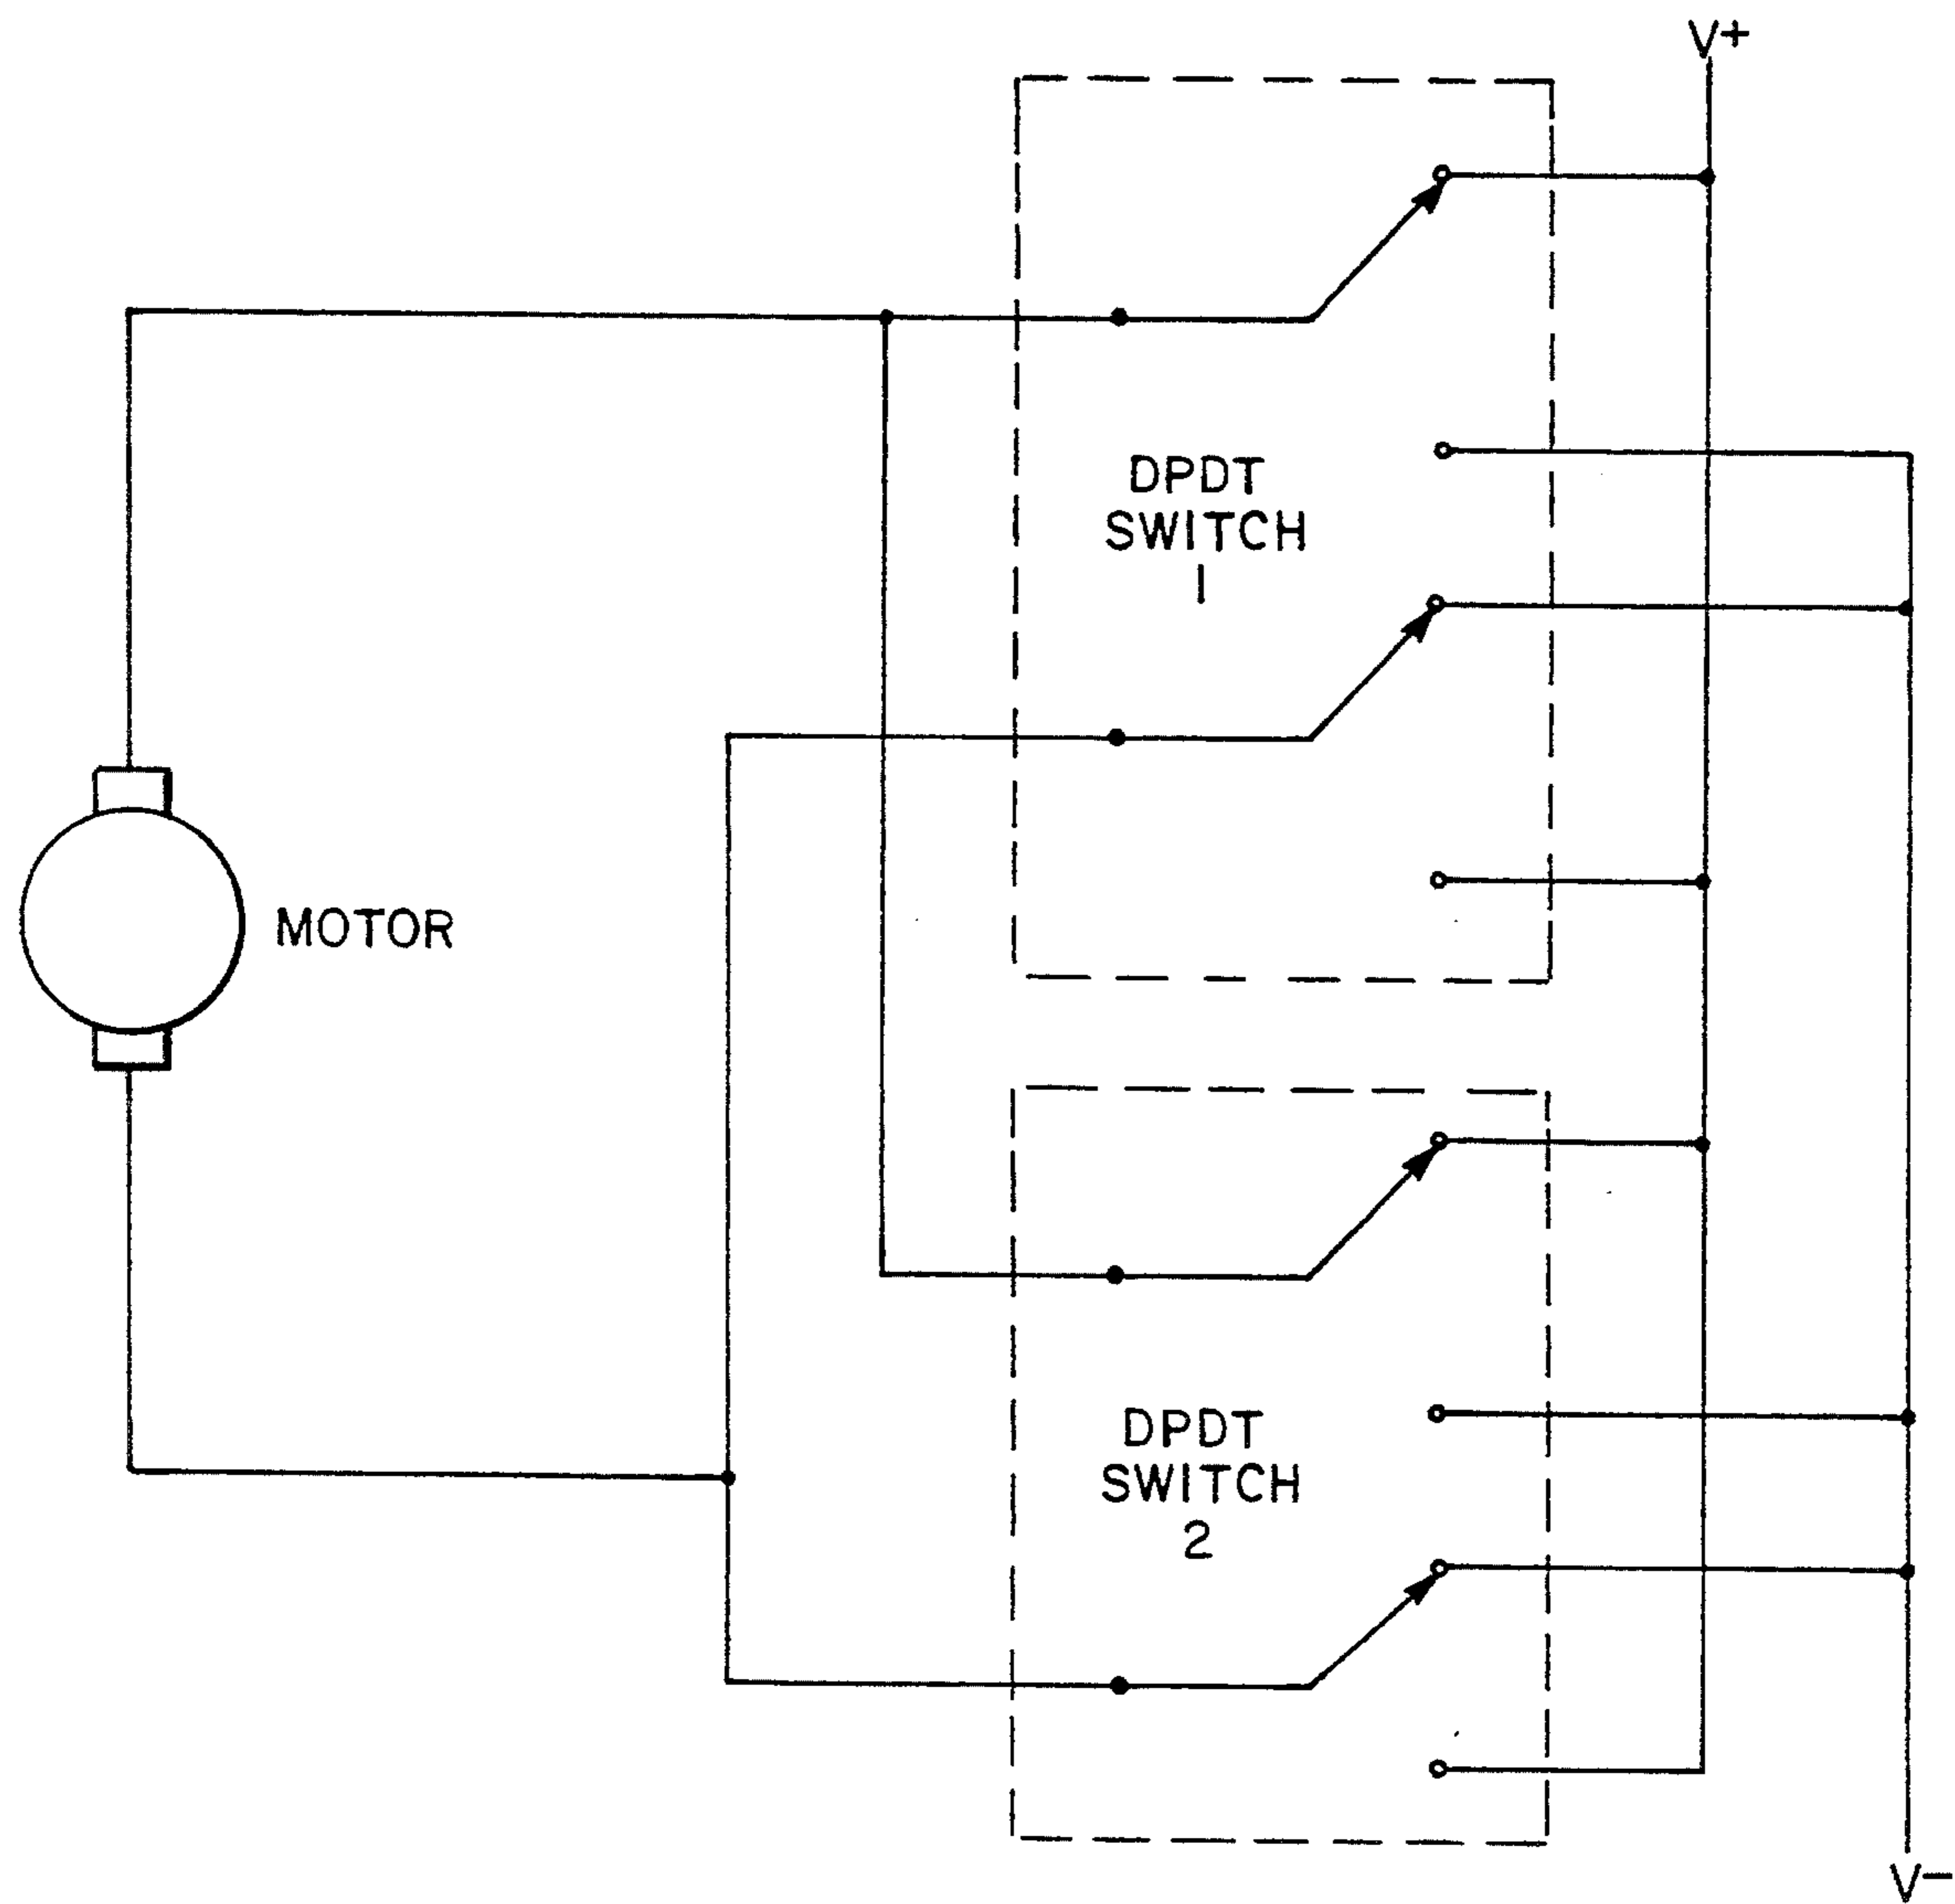 V+
DPDT
SWITCH
1
MOTOR
DPDT
SWITCH
2
V-